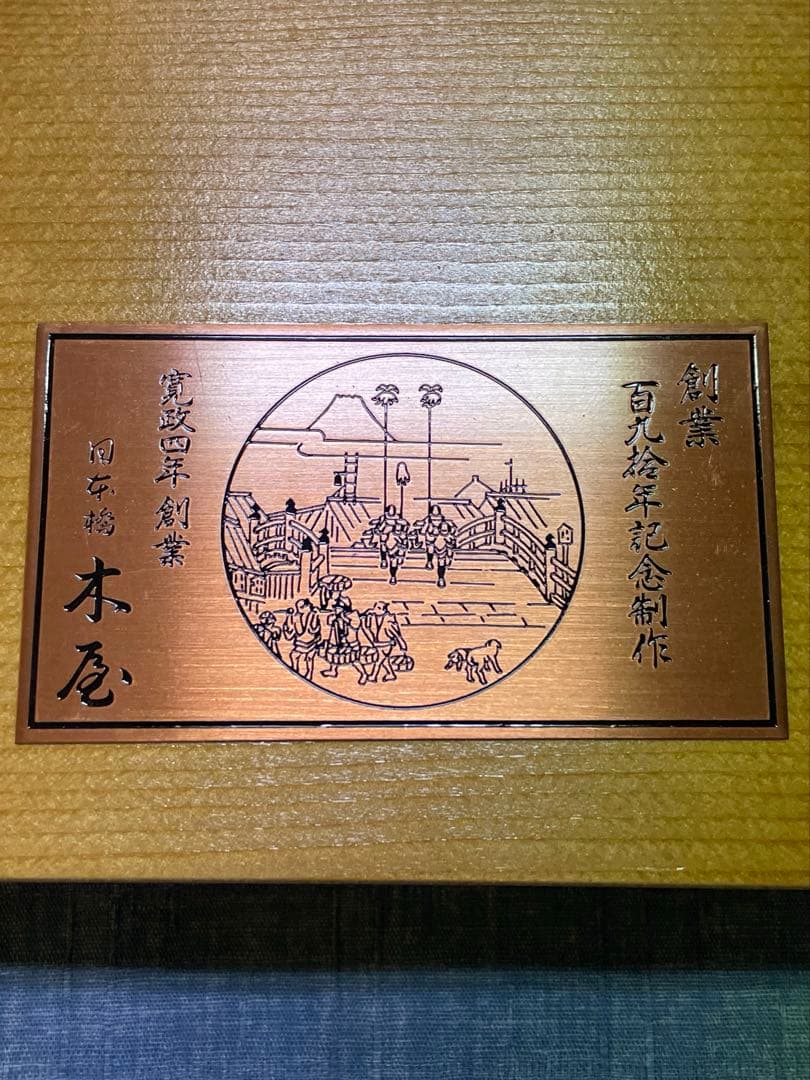 創業
百九拾年記念制作
寛政四年創業
日本橋
木屋